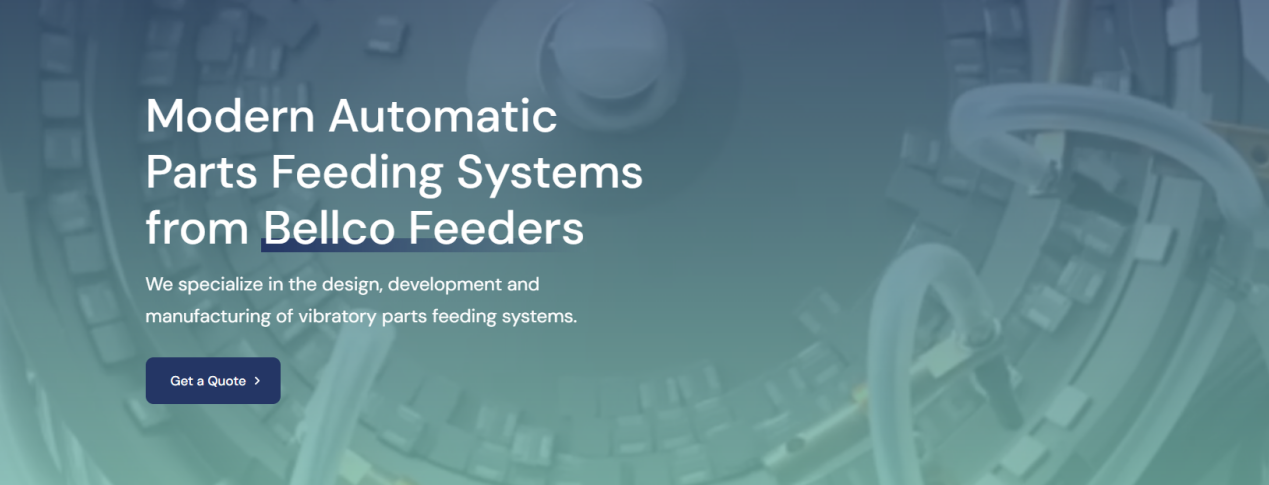 Modern Automatic
Parts Feeding Systems
from Bellco Feeders
We specialize in the design, development and
manufacturing of vibratory parts feeding systems.
Get a Quote